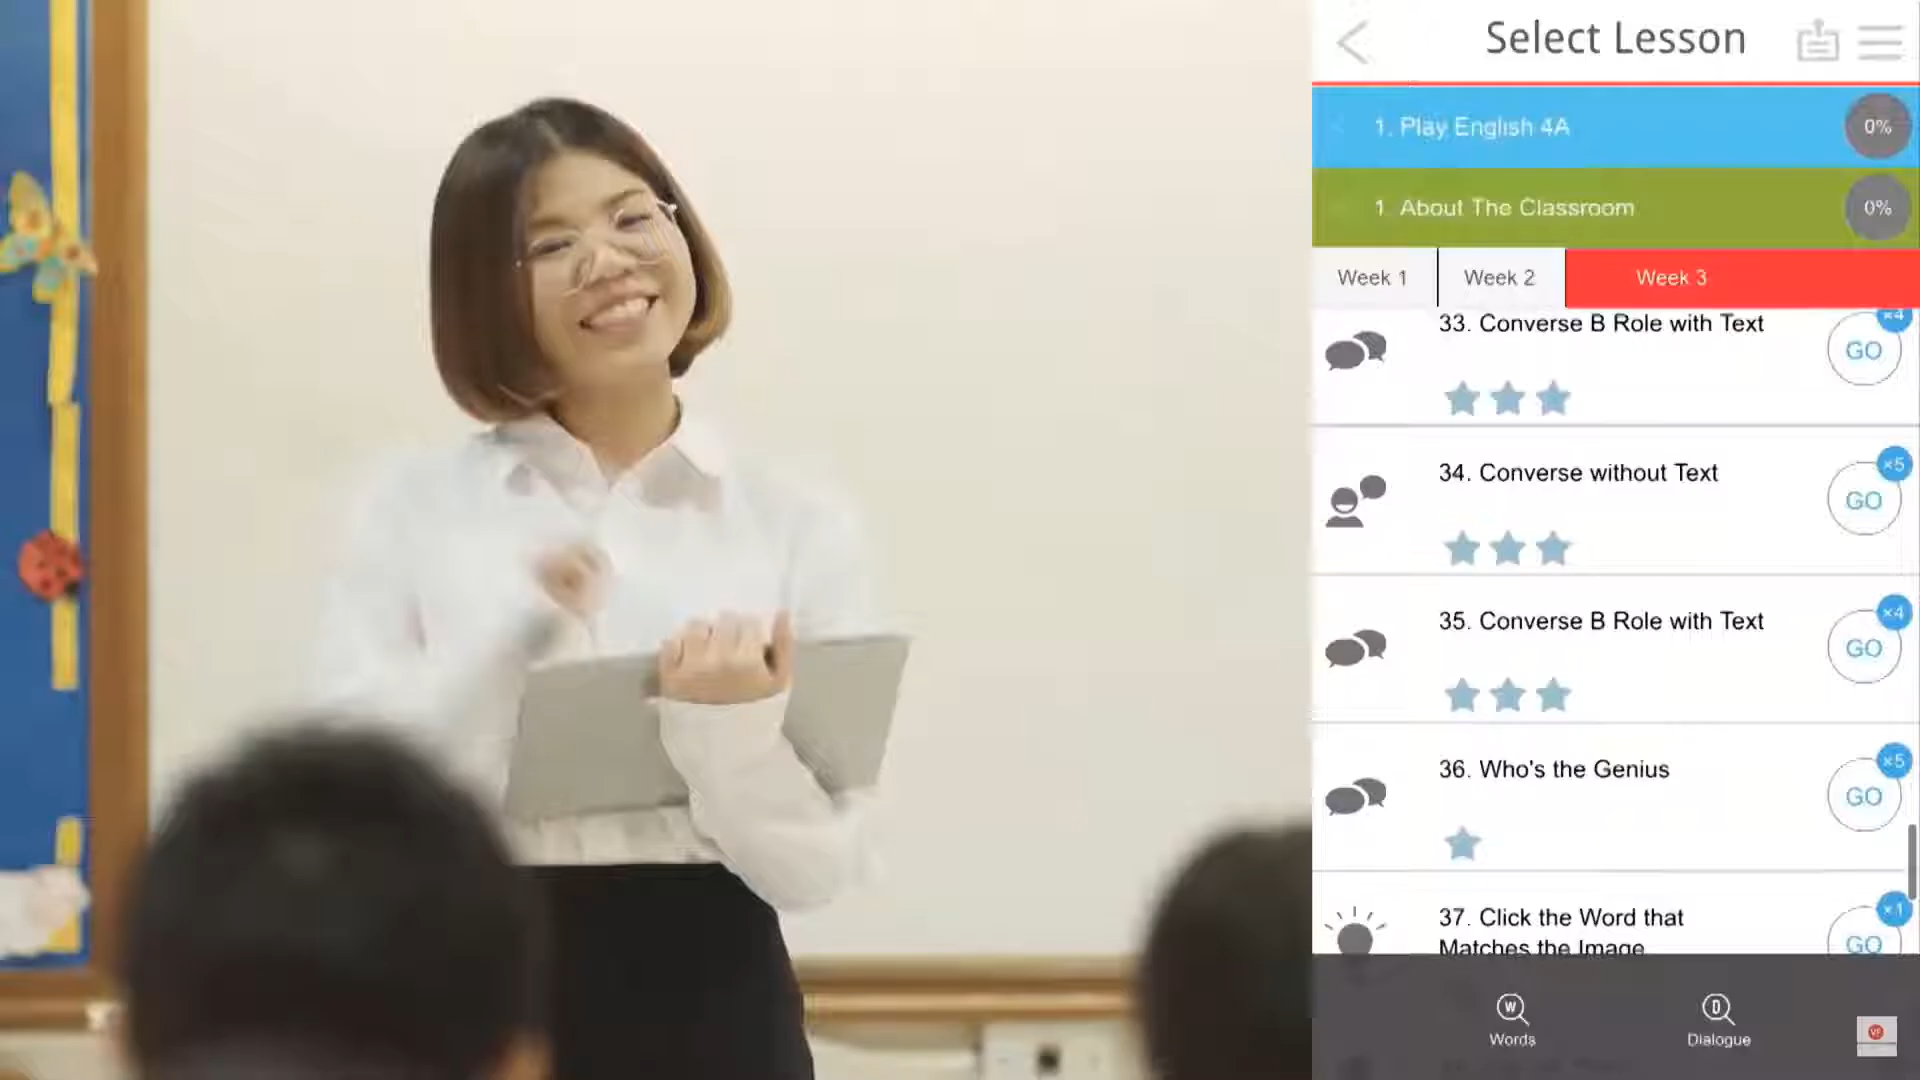 Select Lesson
1. Play English 4A
0%
1. About The Classroom
0%
Week 1
Week 2
Week 3
33. Converse B Role with Text
×4
GO
34. Converse without Text
×5
GO
35. Converse B Role with Text
×4
GO
36. Who's the Genius
×5
GO
37. Click the Word that
Matches the Image
×1
GO
W
Words
D
Dialogue